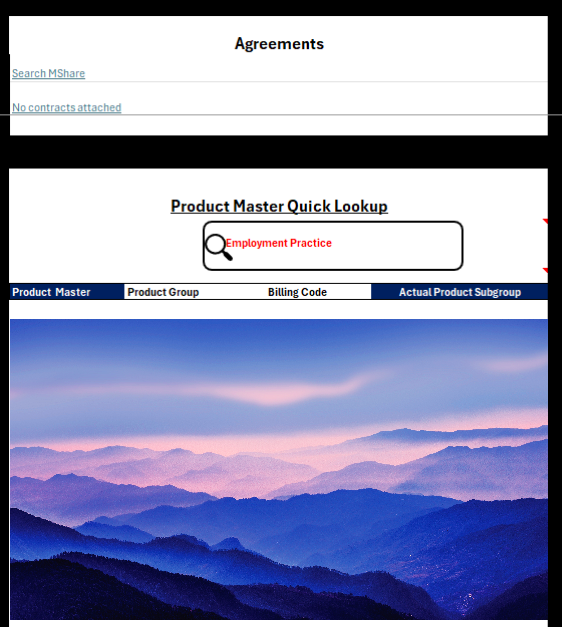 Agreements
Search MShare
No contracts attached
Product Master Quick Lookup
Employment Practice
Product Master Product Group Billing Code Actual Product Subgroup